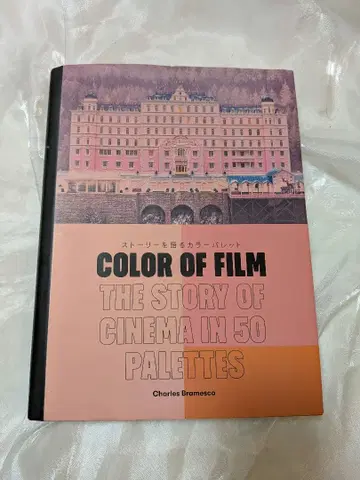 ストーリーを彩るカラーパレット
COLOR OF FILM
THE STORY OF
CINEMA IN 50
PALETTES
Charles Bramesco